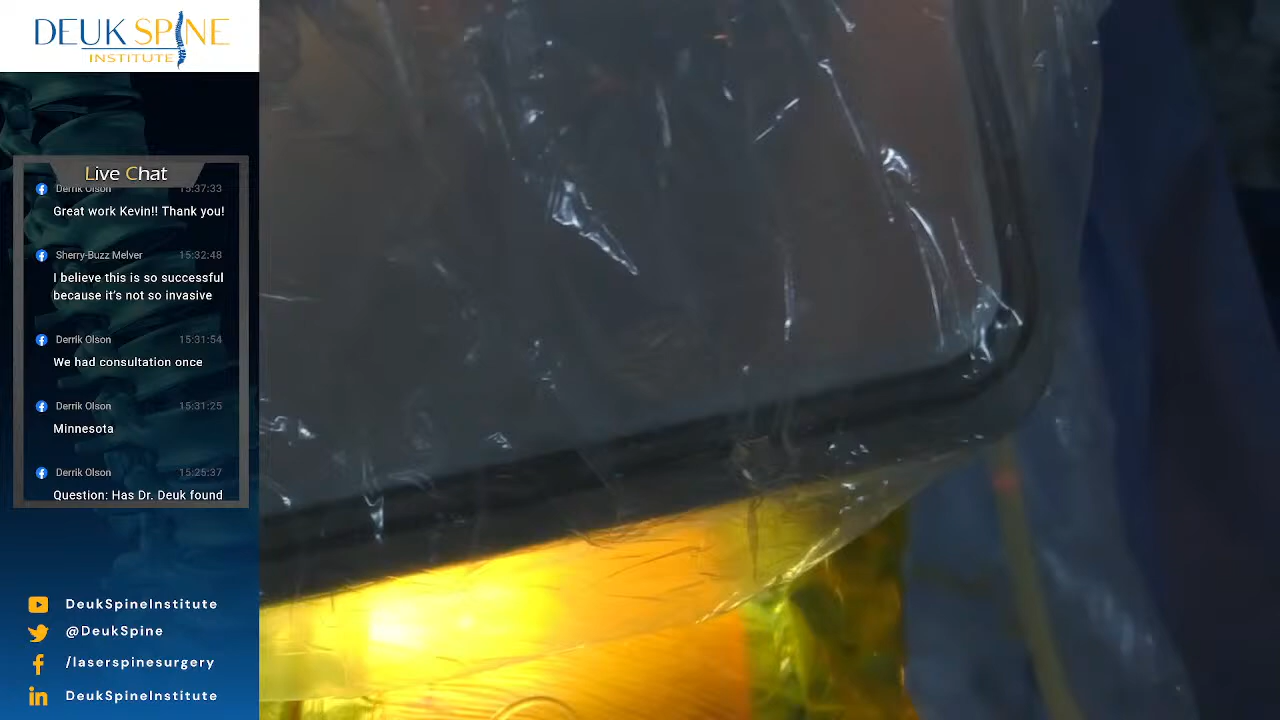 DEUK SPINE
INSTITUTE
Live Chat
Derrik Olson 15:37:33
Great work Kevin!! Thank you!
Sherry-Buzz Melver 15:32:48
I believe this is so successful
because it's not so invasive
Derrik Olson 15:31:54
We had consultation once
Derrik Olson 15:31:25
Minnesota
Derrik Olson 15:25:37
Question: Has Dr. Deuk found
DeukSpineInstitute
@DeukSpine
/laserspinesurgery
DeukSpineInstitute